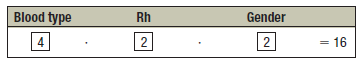 Blood type Rh Gender
4 · 2 · 2 = 16